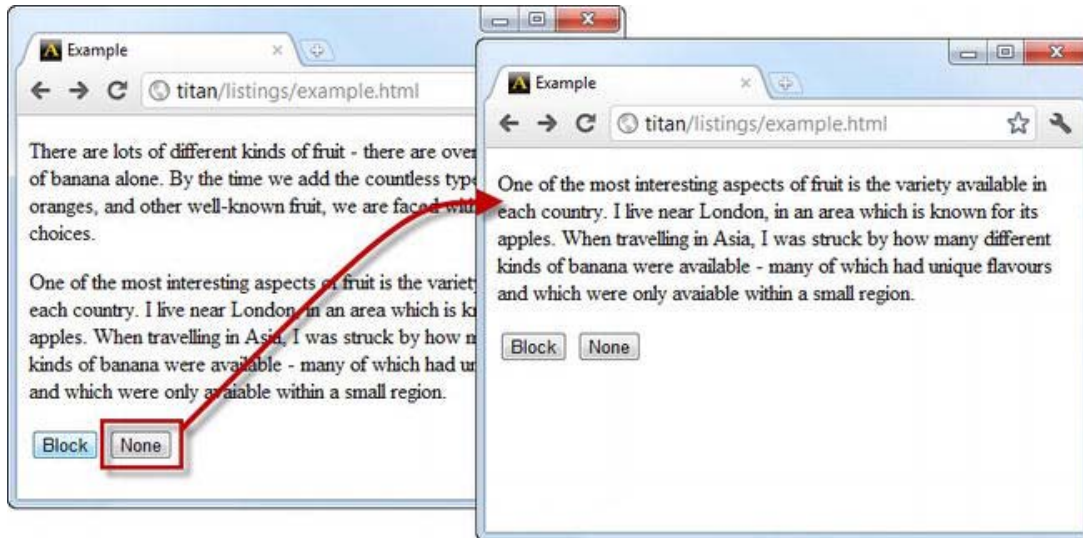 Example
titan/listings/example.html
There are lots of different kinds of fruit - there are over
of banana alone. By the time we add the countless type
oranges, and other well-known fruit, we are faced with
choices.
One of the most interesting aspects of fruit is the variety
each country. I live near London, in an area which is
apples. When travelling in Asia, I was struck by how
kinds of banana were available - many of which had
and which were only avaiable within a small region.
Block None
Example
titan/listings/example.html
One of the most interesting aspects of fruit is the variety available in
each country. I live near London, in an area which is known for its
apples. When travelling in Asia, I was struck by how many different
kinds of banana were available - many of which had unique flavours
and which were only avaiable within a small region.
Block None